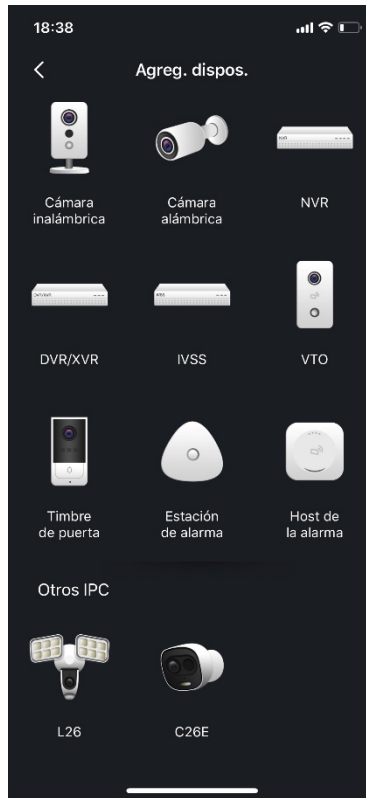 18:38
Agreg. dispos.
Cámara
inalámbrica
Cámara
alámbrica
NVR
DVR/XVR
IVSS
VTO
Timbre
de puerta
Estación
de alarma
Host de
la alarma
Otros IPC
L26
C26E